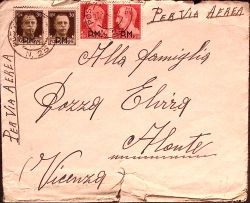 PER VIA AEREA
P.M. P.M. P.M. P.M.
PER VIA AEREA
Alla famiglia
Pozza Elvira
Alonte
(Vicenza)